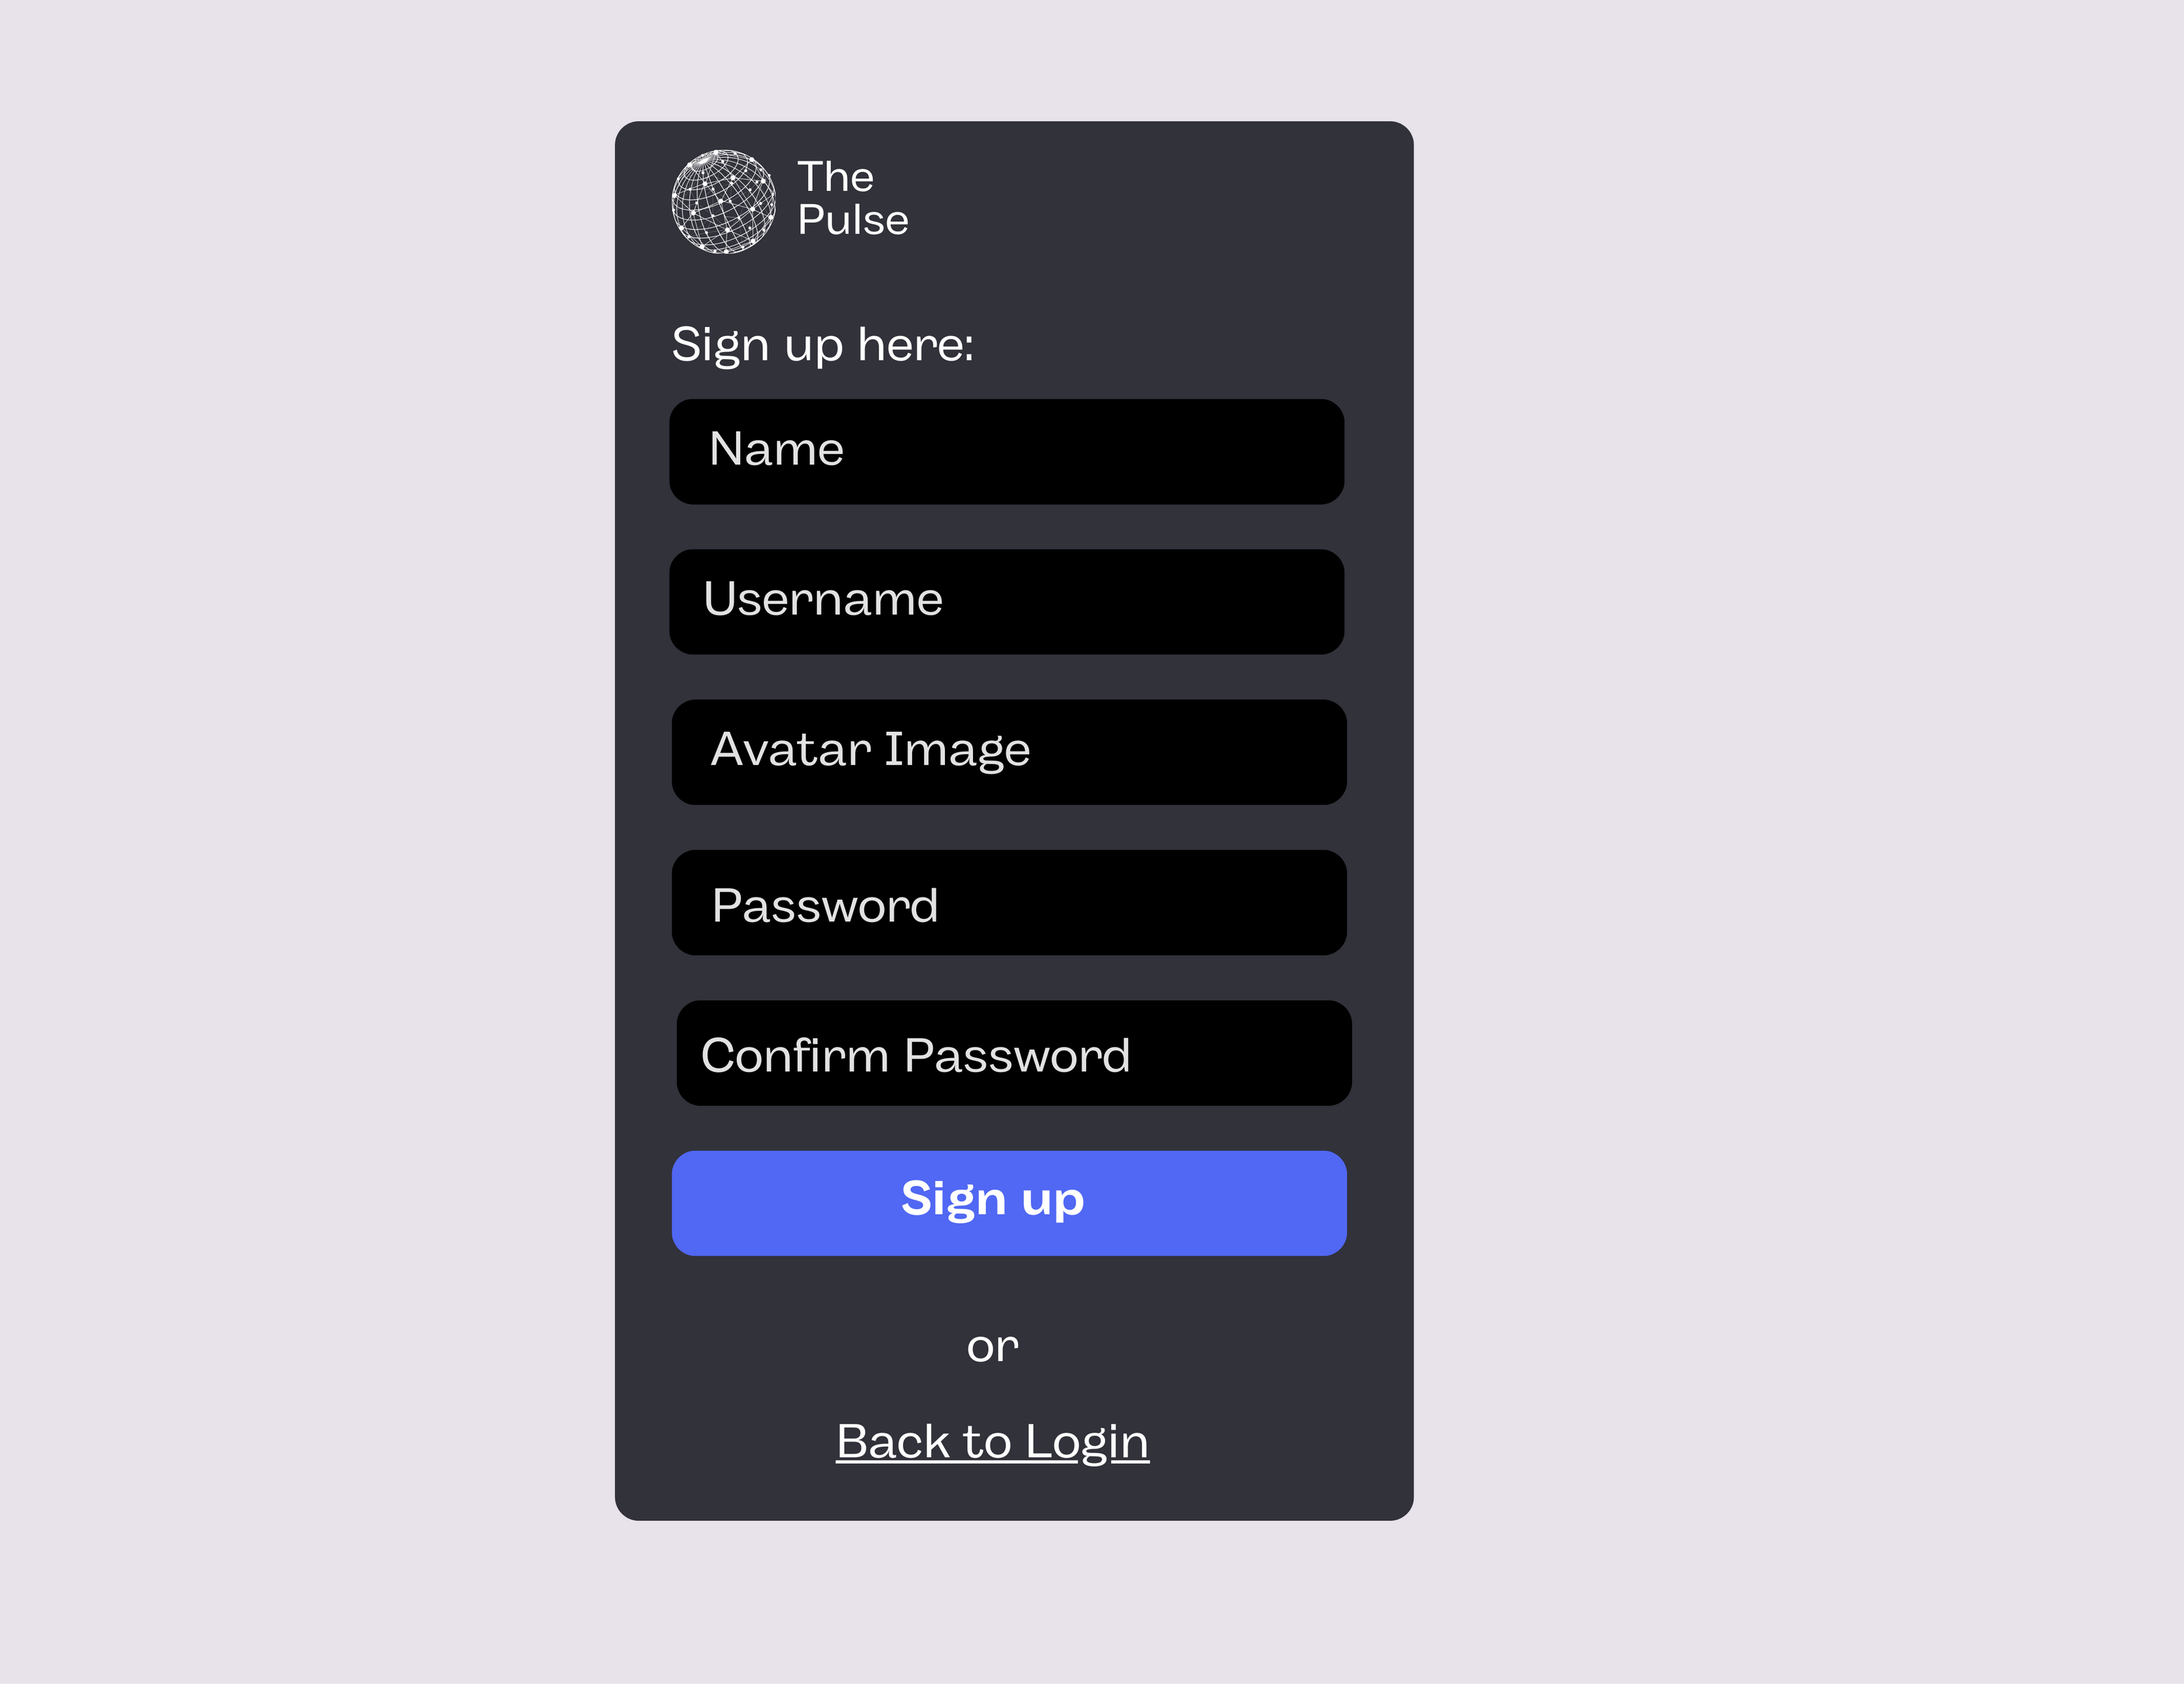 The
Pulse
Sign up here:
Name
Username
Avatar Image
Password
Confirm Password
Sign up
or
Back to Login